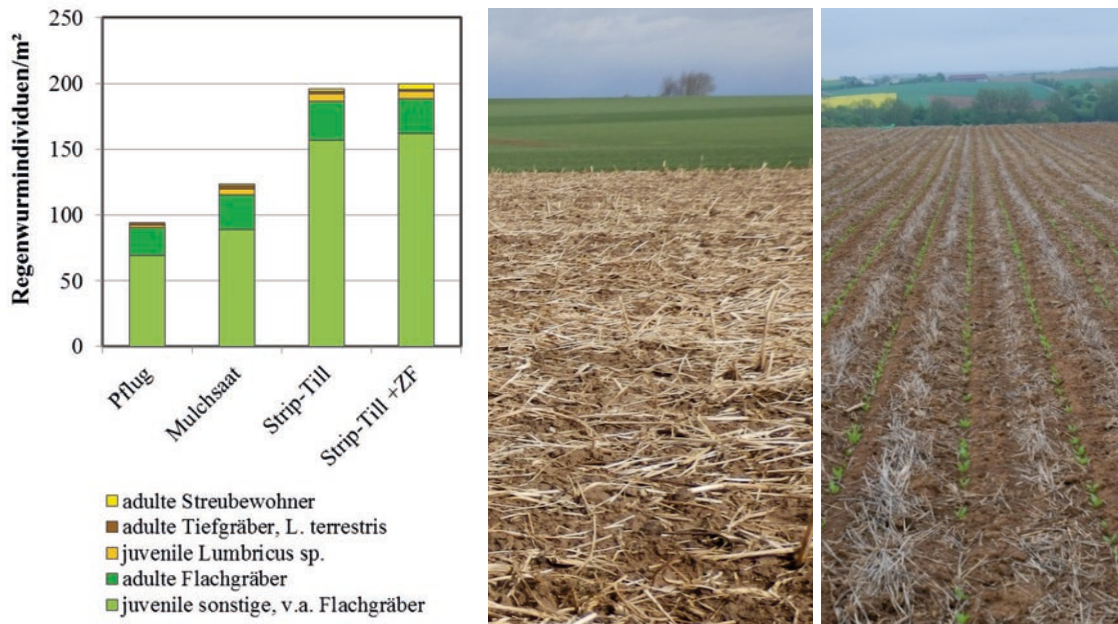 Regenwurmindividuen/m²
250
200
150
100
50
0
Pflug
Mulchsaat
Strip-Till
Strip-Till +ZF
adulte Streubewohner
adulte Tiefgräber, L. terrestris
juvenile Lumbricus sp.
adulte Flachgräber
juvenile sonstige, v.a. Flachgräber